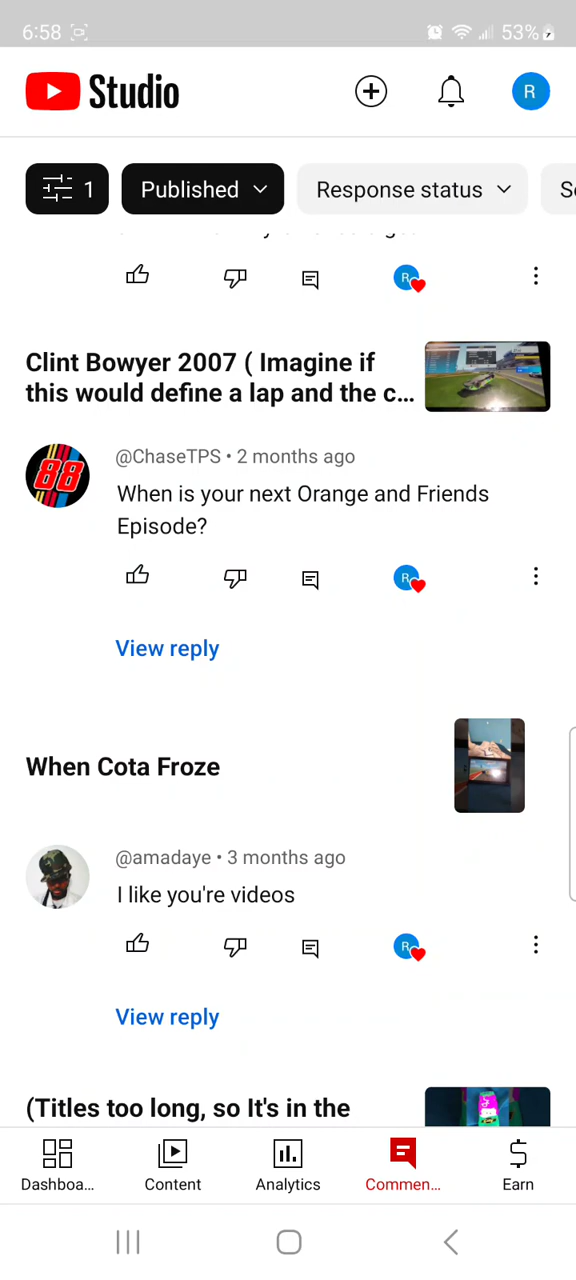 6:58
53%
Studio
R
1
Published
Response status
R
Clint Bowyer 2007 ( Imagine if
this would define a lap and the c...
88
@ChaseTPS • 2 months ago
When is your next Orange and Friends
Episode?
R
View reply
When Cota Froze
@amadaye • 3 months ago
I like you're videos
R
View reply
(Titles too long, so It's in the
Dashboa...
Content
Analytics
Commen...
Earn